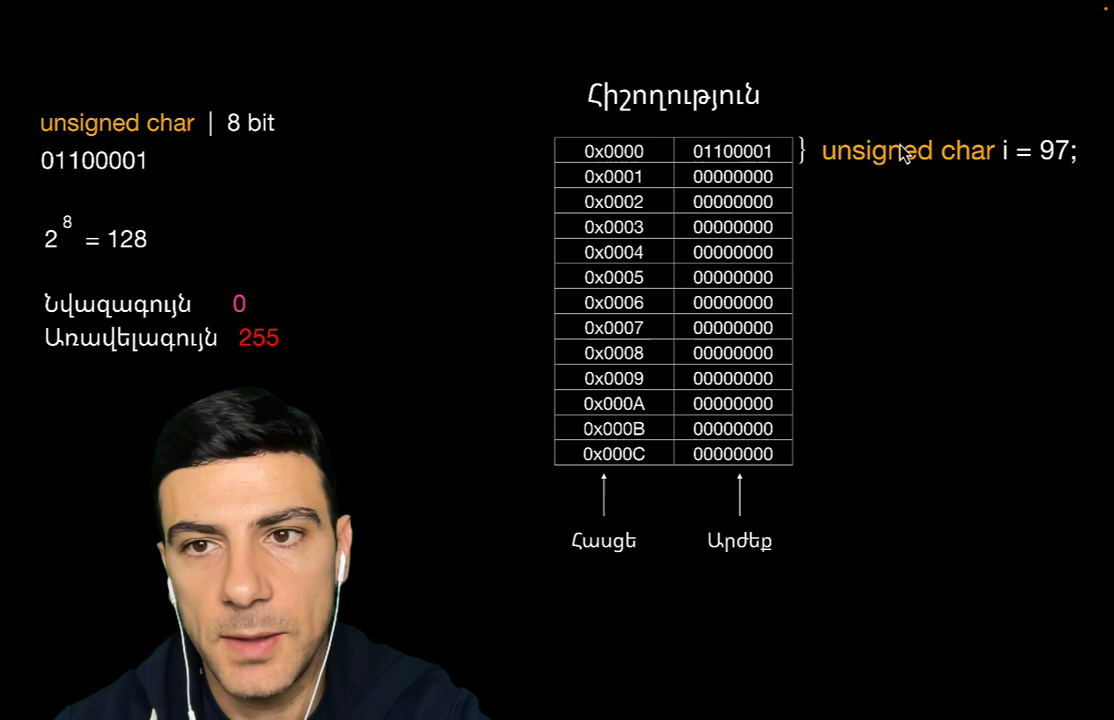 unsigned char | 8 bit
01100001
2⁸ = 128
Նվազագույն 0
Առավելագույն 255
Հիշողություն
0x0000 01100001 } unsigned char i = 97;
0x0001 00000000
0x0002 00000000
0x0003 00000000
0x0004 00000000
0x0005 00000000
0x0006 00000000
0x0007 00000000
0x0008 00000000
0x0009 00000000
0x000A 00000000
0x000B 00000000
0x000C 00000000
Հասցե Արժեք